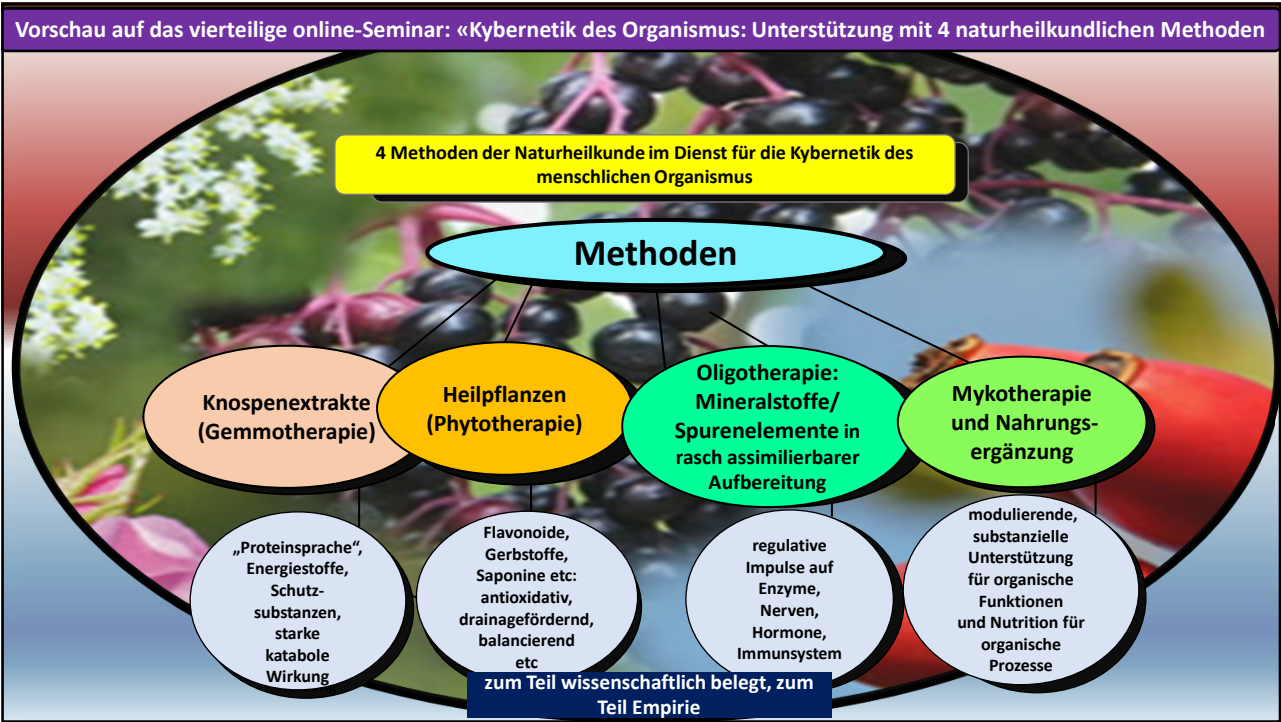 Vorschau auf das vierteilige online-Seminar: «Kybernetik des Organismus: Unterstützung mit 4 naturheilkundlichen Methoden
4 Methoden der Naturheilkunde im Dienst für die Kybernetik des
menschlichen Organismus
Methoden
Knospenextrakte
(Gemmotherapie)
Heilpflanzen
(Phytotherapie)
Oligotherapie:
Mineralstoffe/
Spurenelemente in
rasch assimilierbarer
Aufbereitung
Mykotherapie
und Nahrungs-
ergänzung
„Proteinsprache“,
Energiestoffe,
Schutz-
substanzen,
starke
katabole
Wirkung
Flavonoide,
Gerbstoffe,
Saponine etc:
antioxidativ,
drainagefördernd,
balancierend
etc
regulative
Impulse auf
Enzyme,
Nerven,
Hormone,
Immunsystem
modulierende,
substanzielle
Unterstützung
für organische
Funktionen
und Nutrition für
organische
Prozesse
zum Teil wissenschaftlich belegt, zum
Teil Empirie